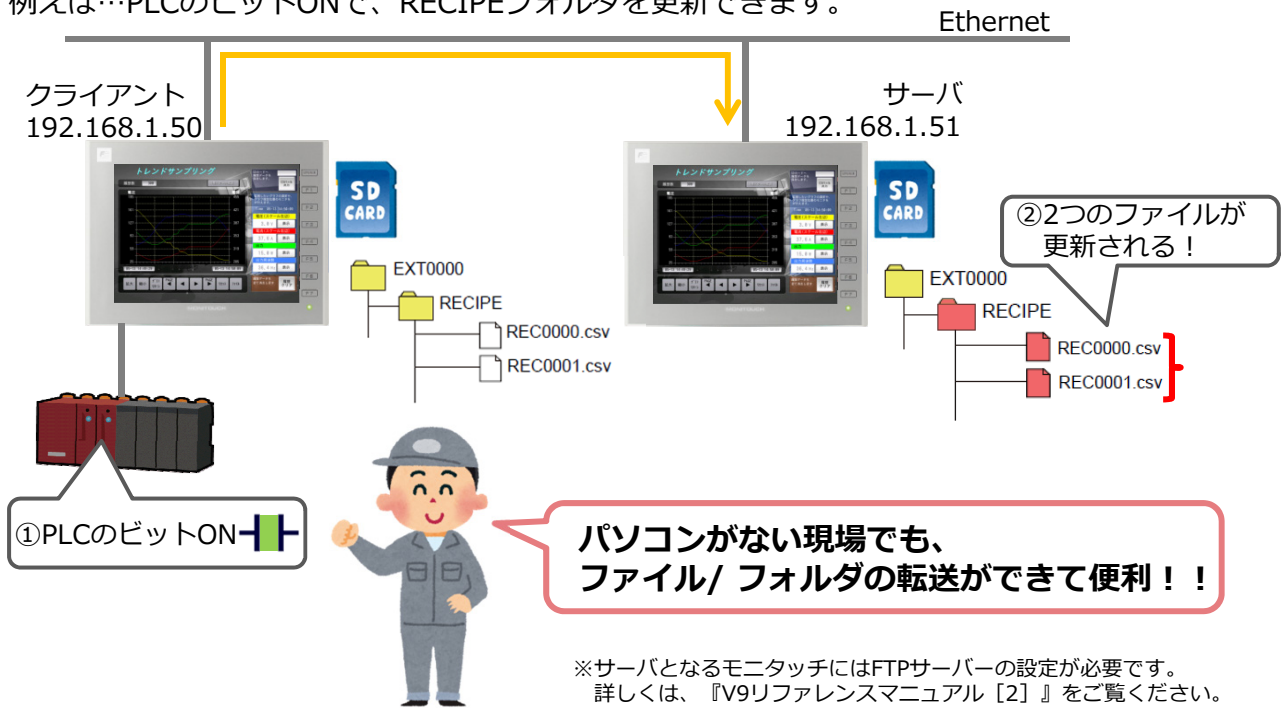 例えば…PLCのビットONで、RECIPEフォルダを更新できます。
Ethernet
クライアント
192.168.1.50
サーバ
192.168.1.51
トレンドサンプリング
SD
CARD
EXT0000
RECIPE
REC0000.csv
REC0001.csv
トレンドサンプリング
SD
CARD
②2つのファイルが
更新される！
EXT0000
RECIPE
REC0000.csv
REC0001.csv
①PLCのビットON
パソコンがない現場でも、
ファイル/ フォルダの転送ができて便利！！
※サーバとなるモニタッチにはFTPサーバーの設定が必要です。
詳しくは、『V9リファレンスマニュアル［2］』をご覧ください。